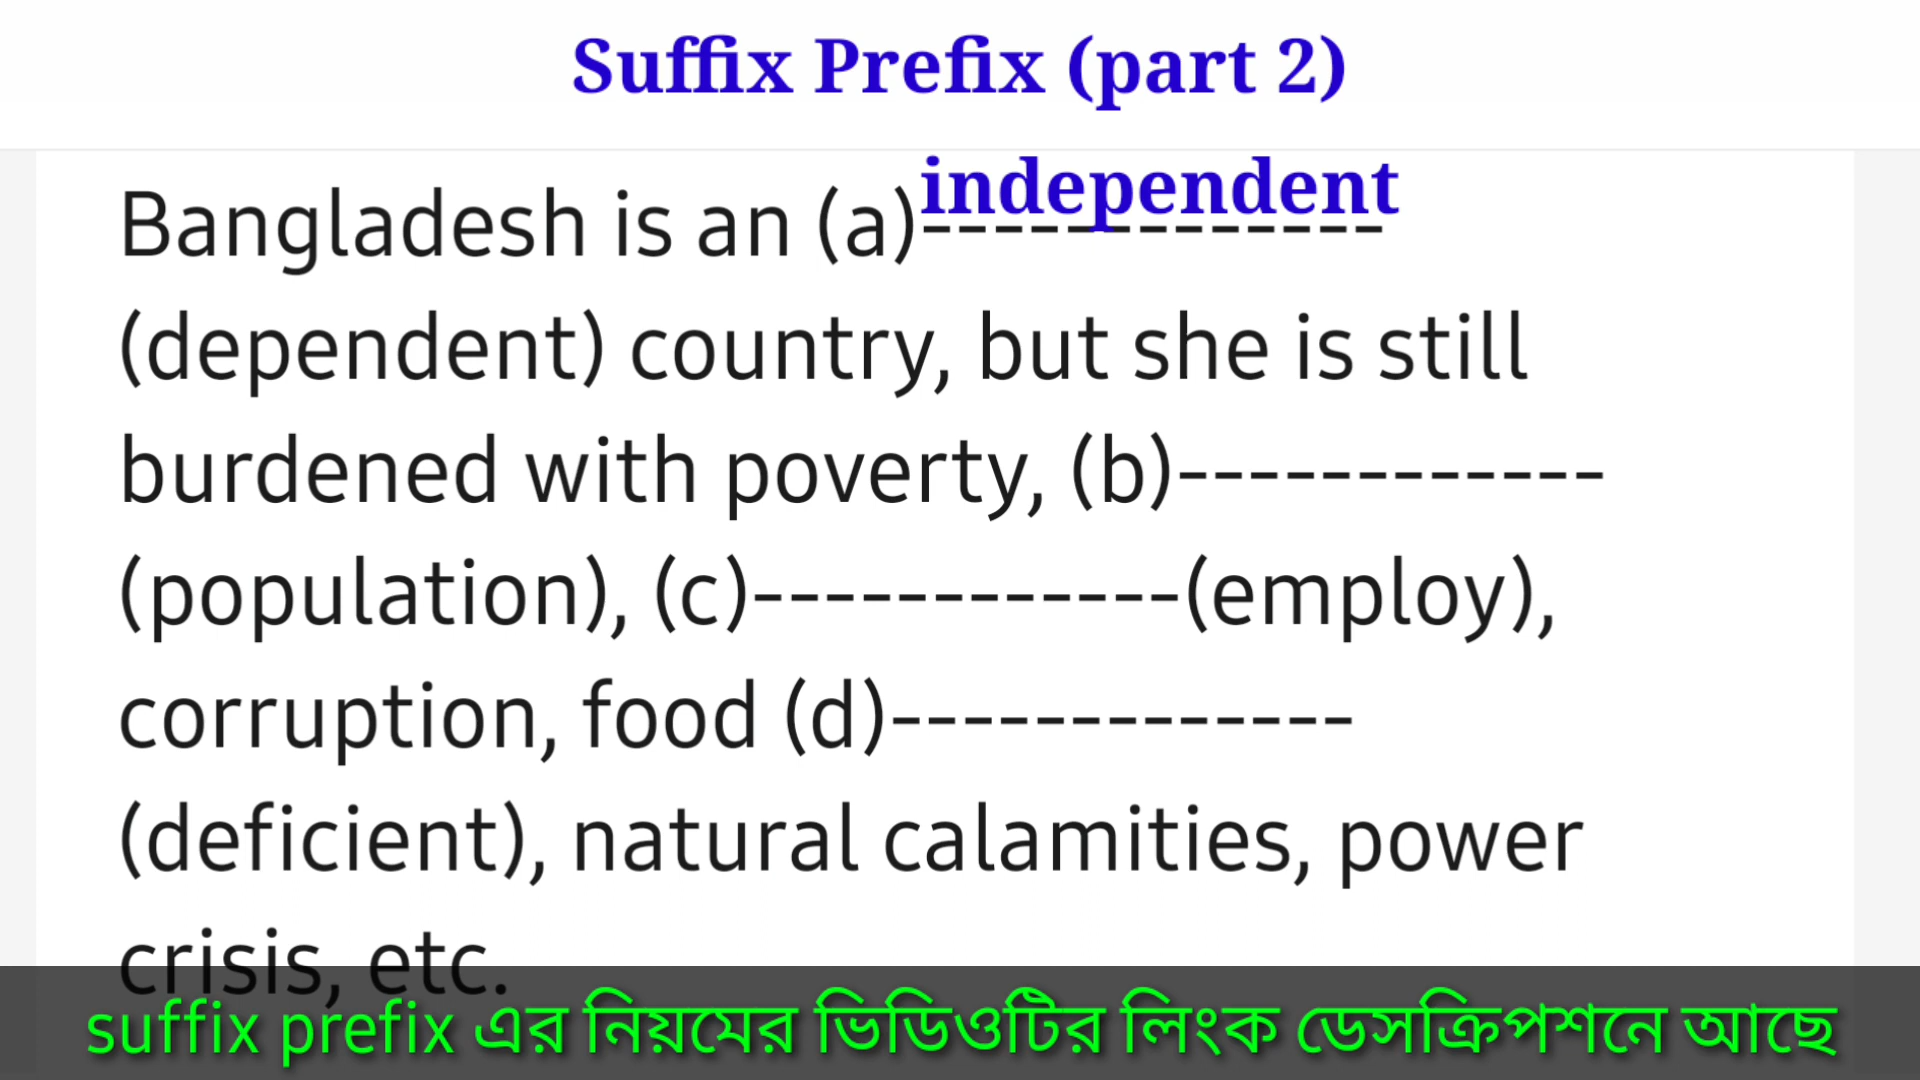 Suffix Prefix (part 2)
independent
Bangladesh is an (a)-------------
(dependent) country, but she is still
burdened with poverty, (b)------------
(population), (c)------------(employ),
corruption, food (d)-------------
(deficient), natural calamities, power
crisis, etc.
suffix prefix এর নিয়মের ভিডিওটির লিংক ডেসক্রিপশনে আছে